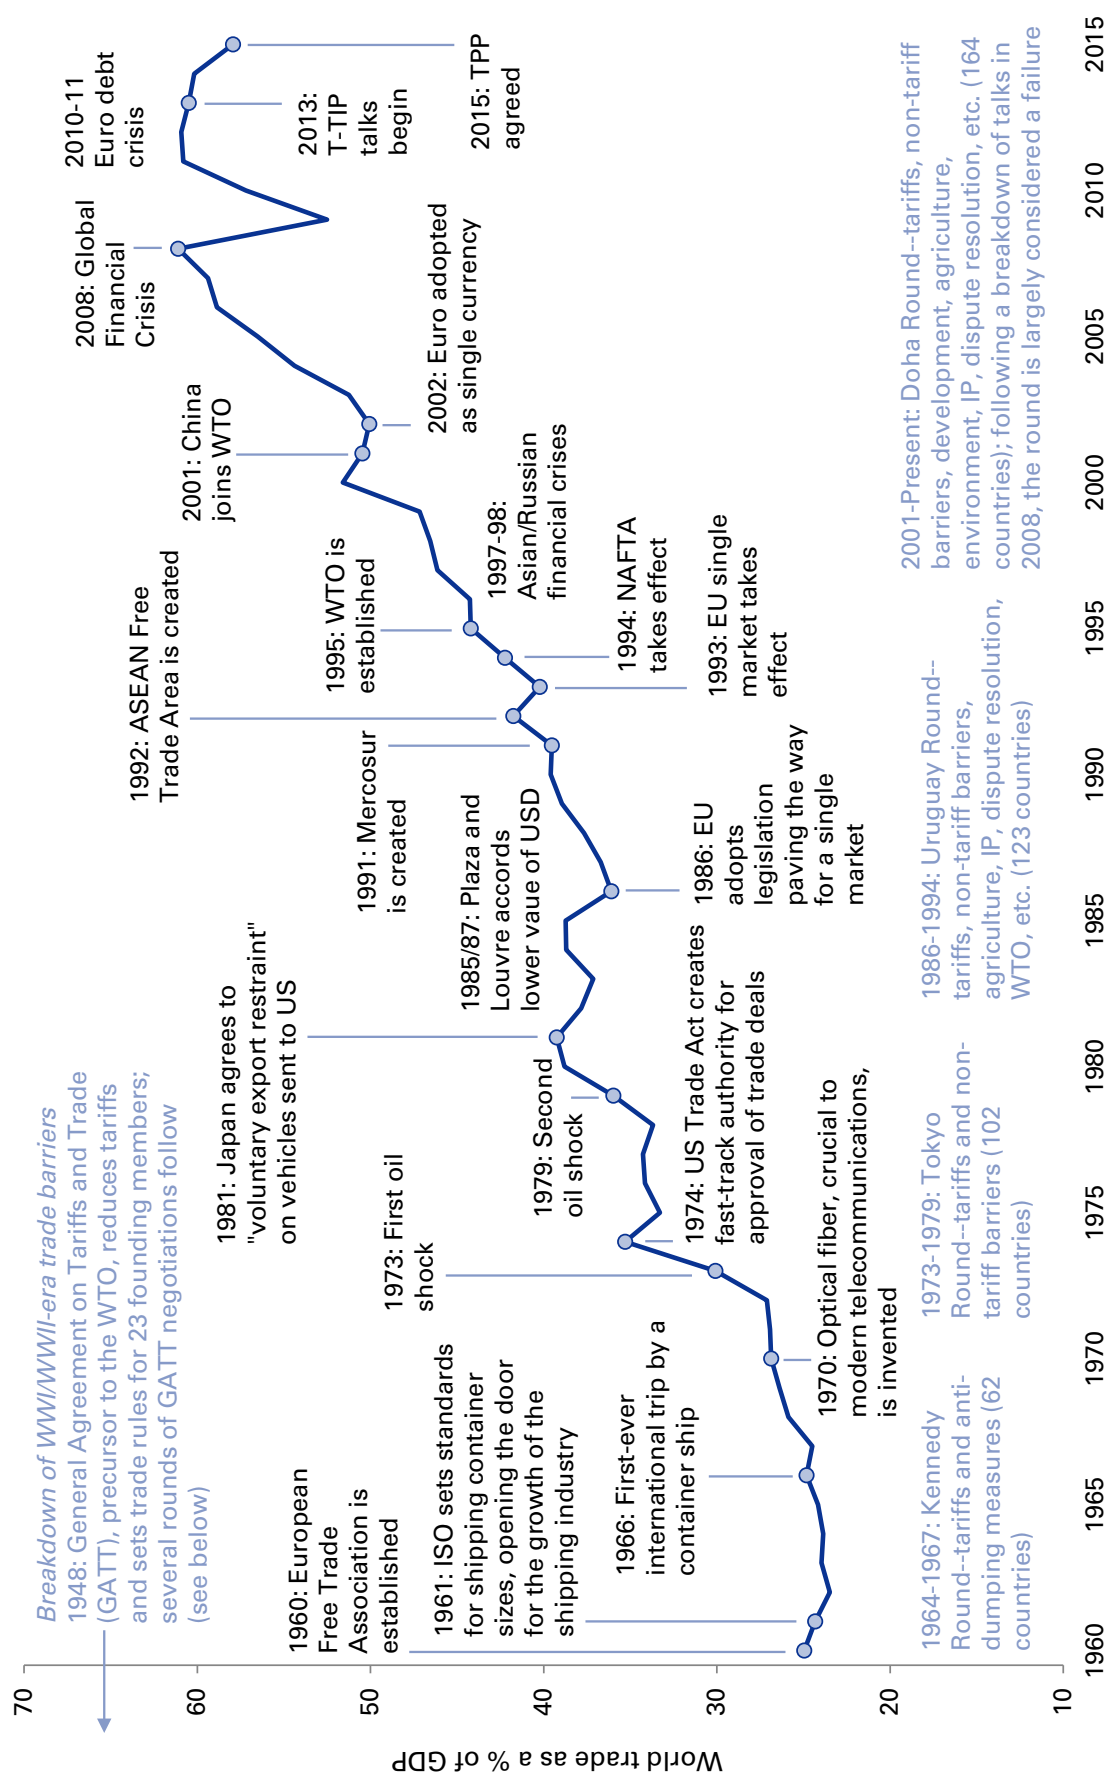 Breakdown of WWI/WWII-era trade barriers
1948: General Agreement on Tariffs and Trade
(GATT), precursor to the WTO, reduces tariffs
and sets trade rules for 23 founding members;
several rounds of GATT negotiations follow
(see below)
World trade as a % of GDP
70
60
50
40
30
20
10
1960: European
Free Trade
Association is
established
1961: ISO sets standards
for shipping container
sizes, opening the door
for the growth of the
shipping industry
1966: First-ever
international trip by a
container ship
1970: Optical fiber, crucial to
modern telecommunications,
is invented
1973: First oil
shock
1974: US Trade Act creates
fast-track authority for
approval of trade deals
1979: Second
oil shock
1981: Japan agrees to
"voluntary export restraint"
on vehicles sent to US
1985/87: Plaza and
Louvre accords
lower vaue of USD
1986: EU
adopts
legislation
paving the way
for a single
market
1991: Mercosur
is created
1992: ASEAN Free
Trade Area is created
1993: EU single
market takes
effect
1994: NAFTA
takes effect
1995: WTO is
established
1997-98:
Asian/Russian
financial crises
2001: China
joins WTO
2002: Euro adopted
as single currency
2008: Global
Financial
Crisis
2010-11
Euro debt
crisis
2013:
T-TIP
talks
begin
2015: TPP
agreed
1964-1967: Kennedy
Round--tariffs and anti-
dumping measures (62
countries)
1973-1979: Tokyo
Round--tariffs and non-
tariff barriers (102
countries)
1986-1994: Uruguay Round--
tariffs, non-tariff barriers,
agriculture, IP, dispute resolution,
WTO, etc. (123 countries)
2001-Present: Doha Round--tariffs, non-tariff
barriers, development, agriculture,
environment, IP, dispute resolution, etc. (164
countries); following a breakdown of talks in
2008, the round is largely considered a failure
1960
1965
1970
1975
1980
1985
1990
1995
2000
2005
2010
2015